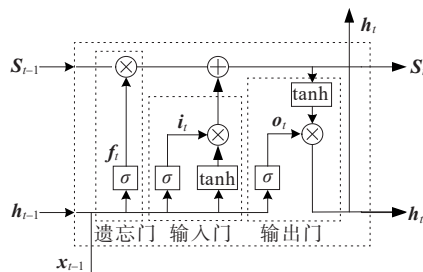 h_t
S_{t-1}
S_t
tanh
i_t
o_t
f_t
σ
σ
tanh
σ
h_{t-1}
h_t
遗忘门
输入门
输出门
x_{t-1}